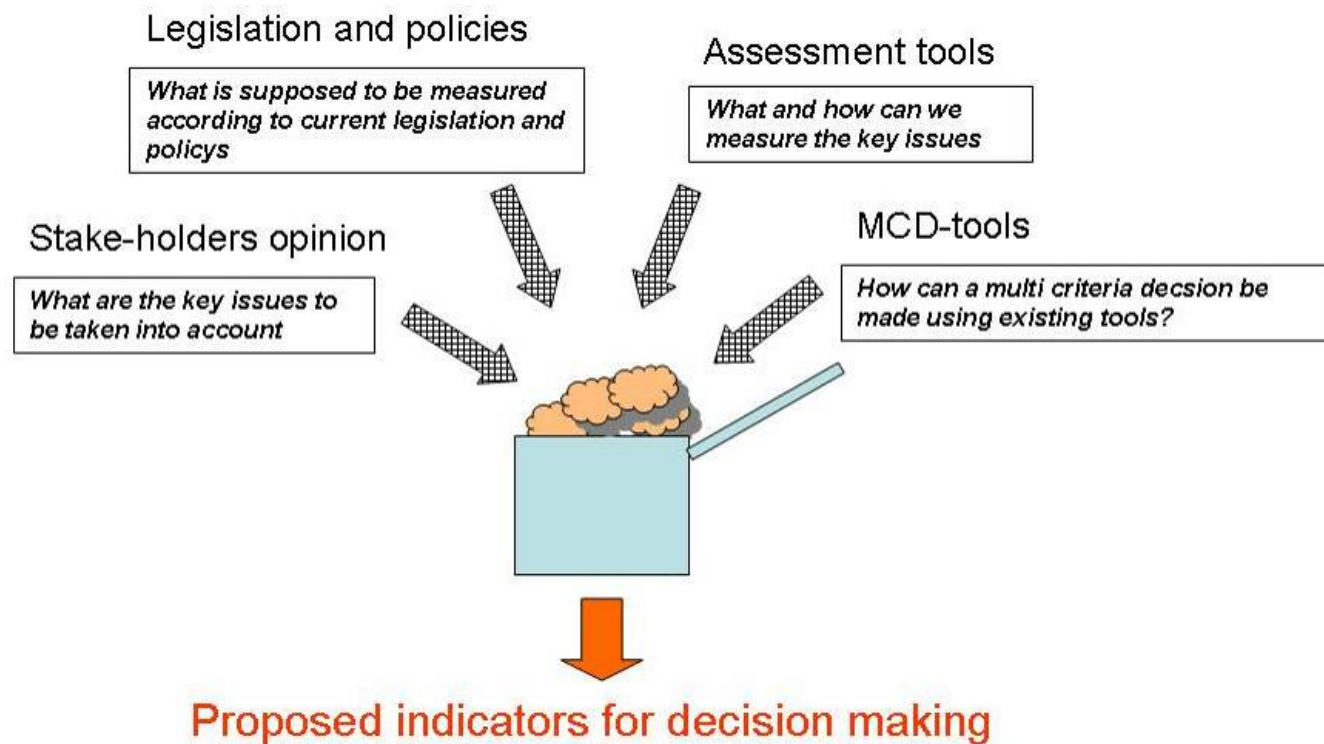 Legislation and policies
What is supposed to be measured
according to current legislation and
policys
Assessment tools
What and how can we
measure the key issues
Stake-holders opinion
What are the key issues to
be taken into account
MCD-tools
How can a multi criteria decsion be
made using existing tools?
Proposed indicators for decision making